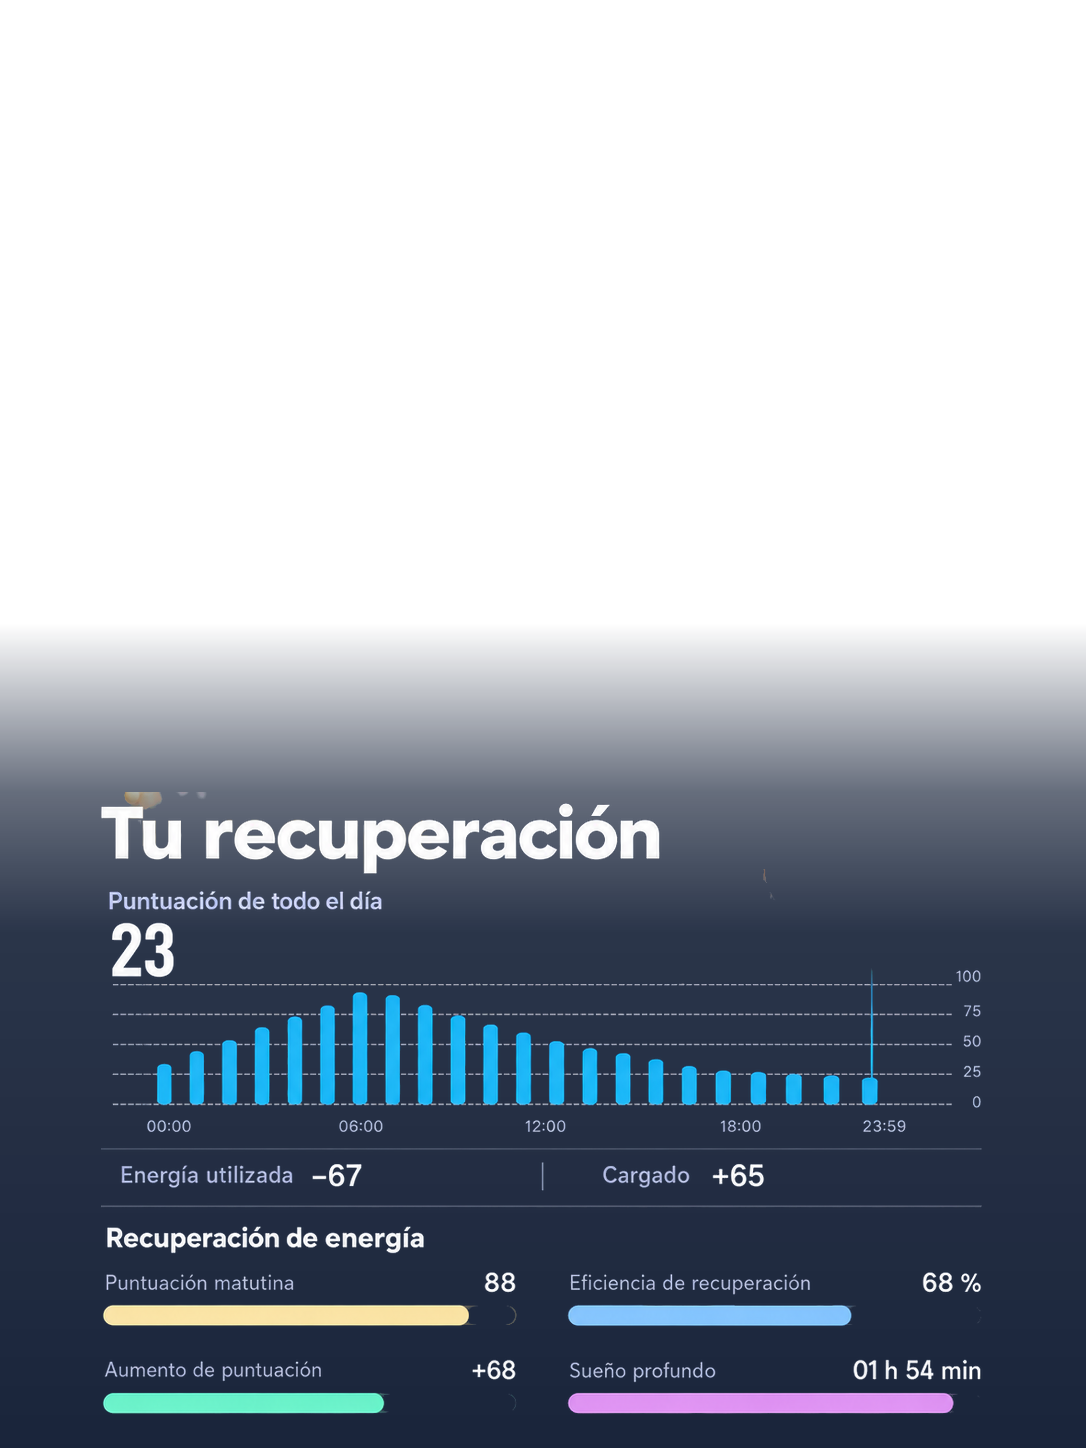 Tu recuperación
Puntuación de todo el día
23
100
75
50
25
0
00:00 06:00 12:00 18:00 23:59
Energía utilizada –67 Cargado +65
Recuperación de energía
Puntuación matutina 88 Eficiencia de recuperación 68 %
Aumento de puntuación +68 Sueño profundo 01 h 54 min